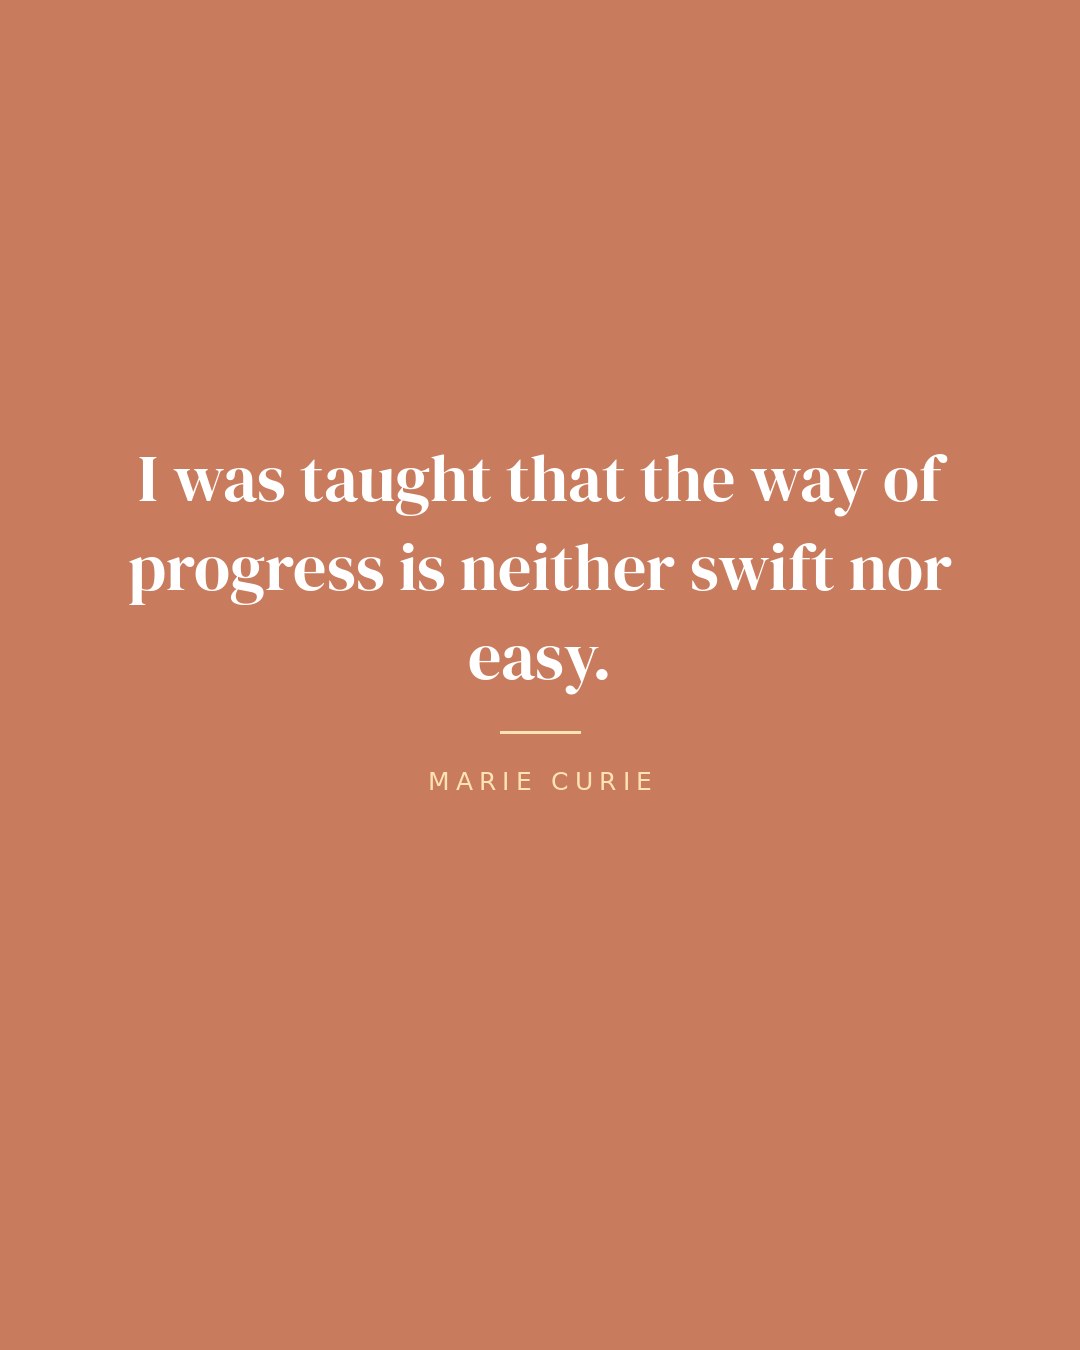 I was taught that the way of
progress is neither swift nor
easy.
MARIE CURIE